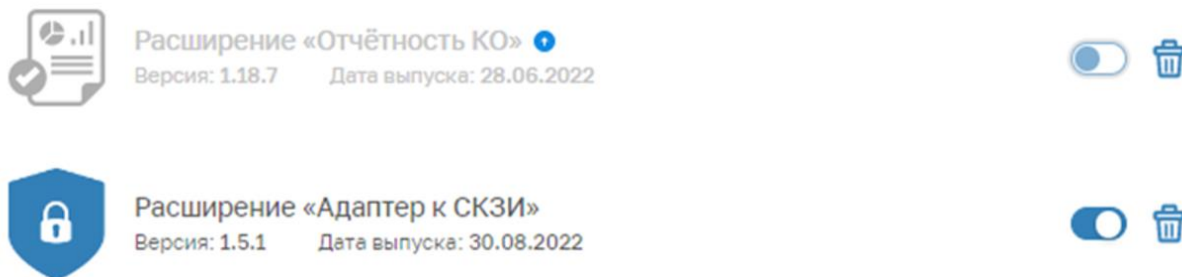 Расширение «Отчётность КО»
Версия: 1.18.7 Дата выпуска: 28.06.2022
Расширение «Адаптер к СКЗИ»
Версия: 1.5.1 Дата выпуска: 30.08.2022